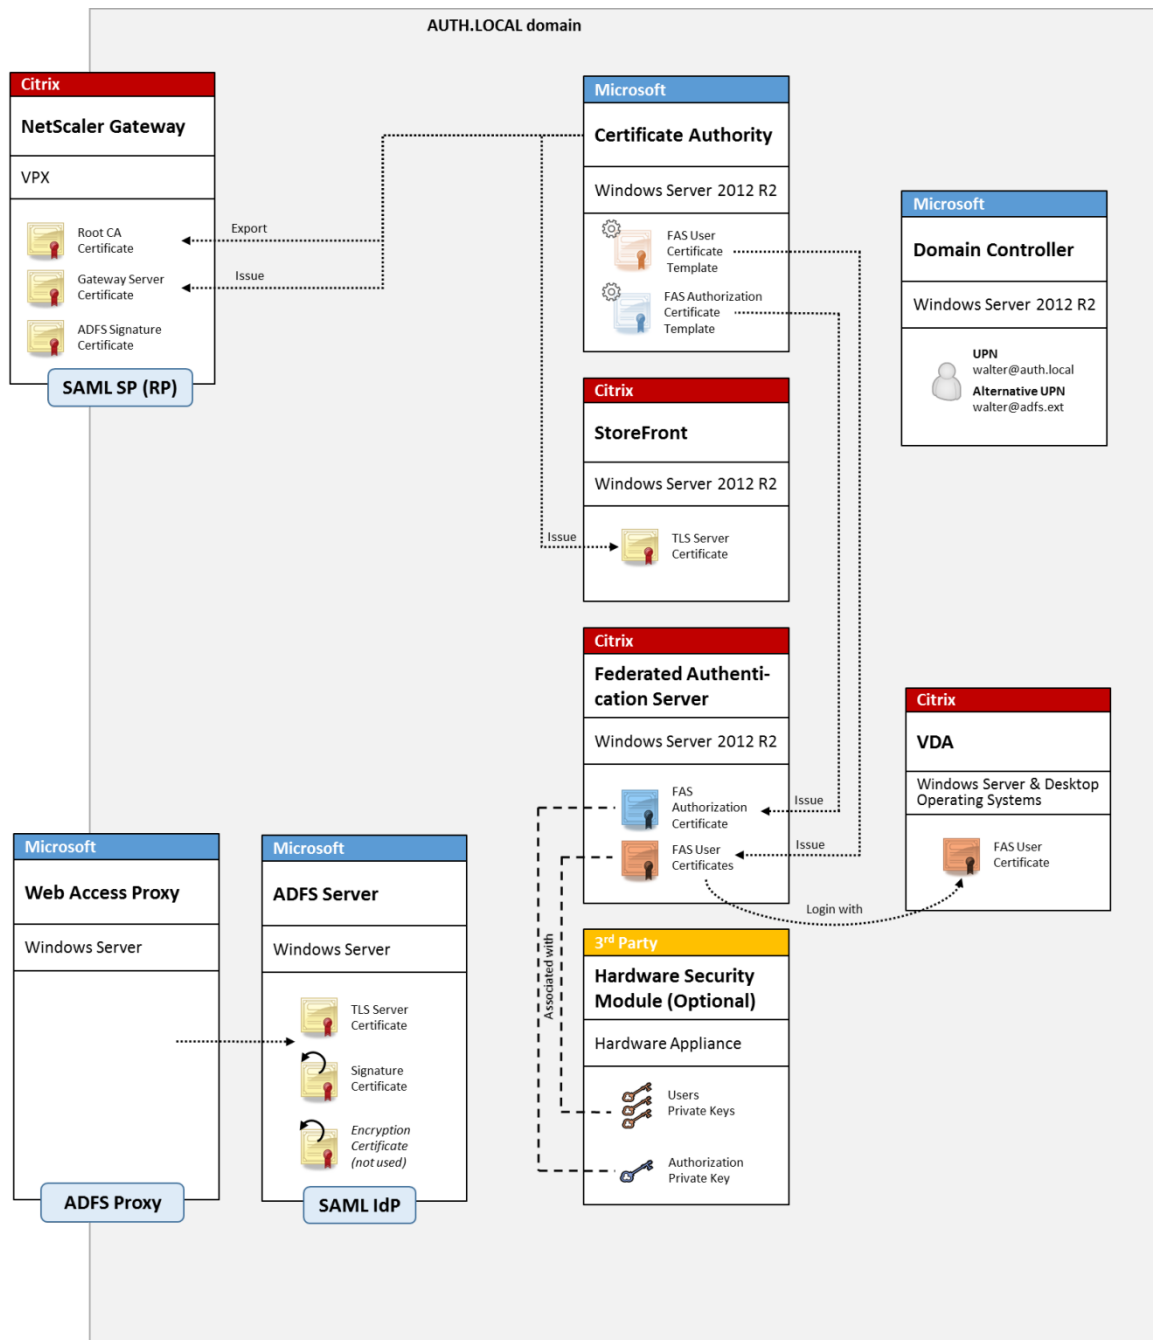 AUTH.LOCAL domain
Citrix
NetScaler Gateway
VPX
Root CA
Certificate
Gateway Server
Certificate
ADFS Signature
Certificate
SAML SP (RP)
Export
Issue
Microsoft
Certificate Authority
Windows Server 2012 R2
FAS User
Certificate
Template
FAS Authorization
Certificate
Template
Microsoft
Domain Controller
Windows Server 2012 R2
UPN
walter@auth.local
Alternative UPN
walter@adfs.ext
Citrix
StoreFront
Windows Server 2012 R2
Issue
TLS Server
Certificate
Citrix
Federated Authenti-
cation Server
Windows Server 2012 R2
FAS
Authorization
Certificate
FAS User
Certificates
Issue
Issue
Login with
Citrix
VDA
Windows Server & Desktop
Operating Systems
FAS User
Certificate
Microsoft
Web Access Proxy
Windows Server
ADFS Proxy
Microsoft
ADFS Server
Windows Server
TLS Server
Certificate
Signature
Certificate
Encryption
Certificate
(not used)
SAML IdP
Associated with
3rd Party
Hardware Security
Module (Optional)
Hardware Appliance
Users
Private Keys
Authorization
Private Key